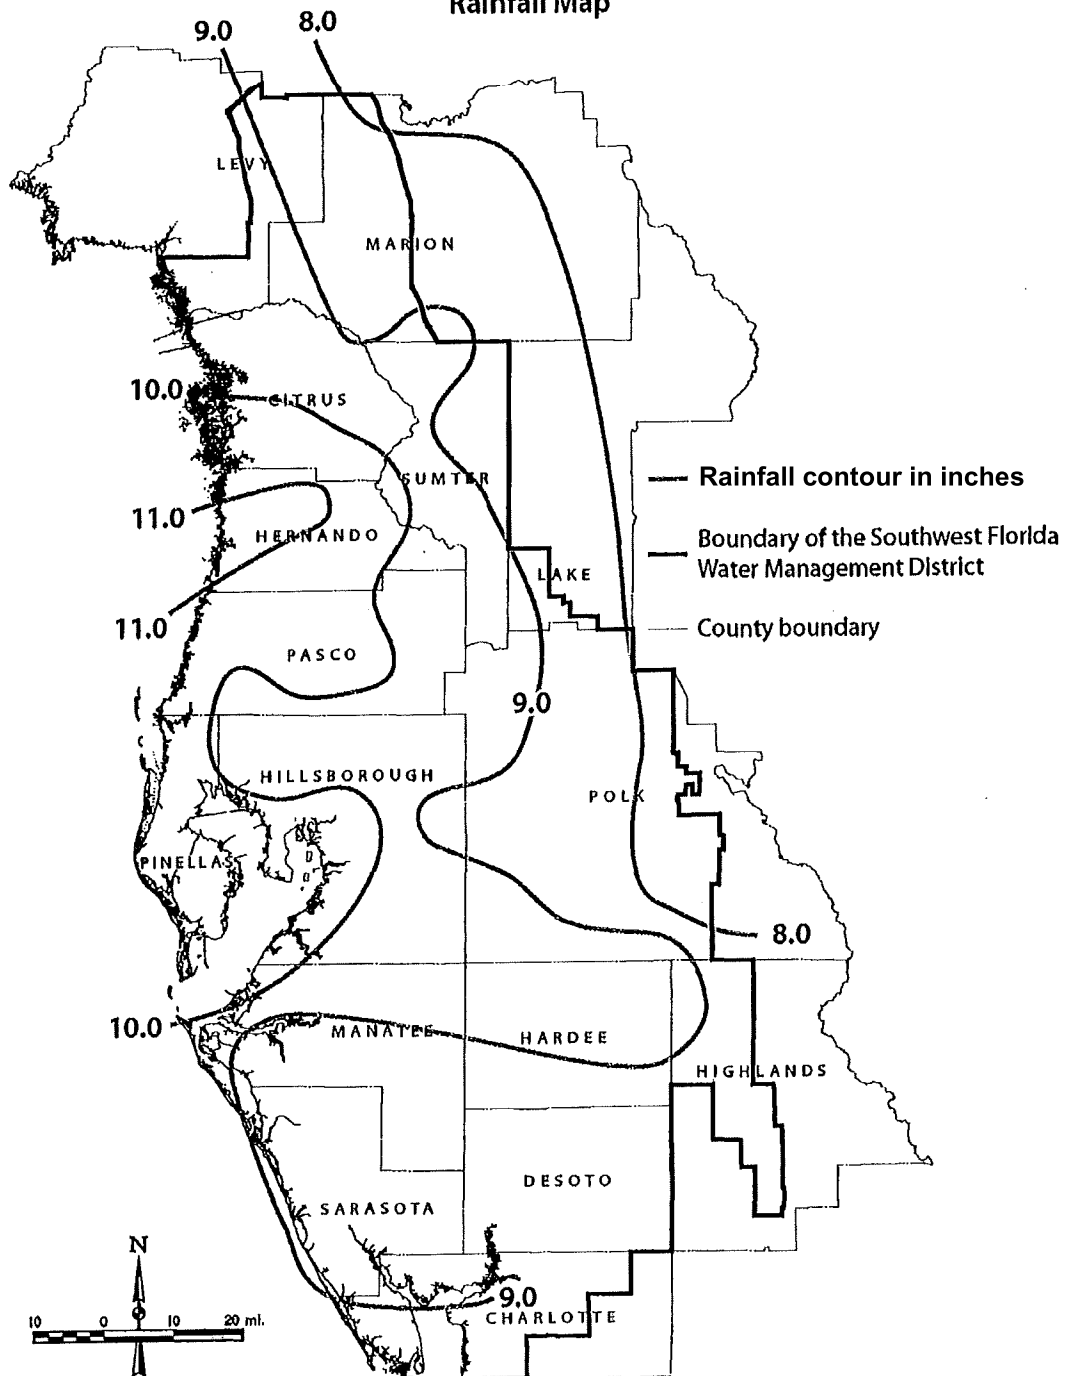 Rainfall Map
9.0
8.0
LEVY
MARION
10.0
CITRUS
SUMTER
Rainfall contour in inches
11.0
HERNANDO
Boundary of the Southwest Florida
Water Management District
LAKE
11.0
County boundary
PASCO
9.0
HILLSBOROUGH
POLK
PINELLAS
8.0
10.0
MANATEE
HARDEE
HIGHLANDS
DESOTO
SARASOTA
N
9.0
CHARLOTTE
10 0 10 20 mi.